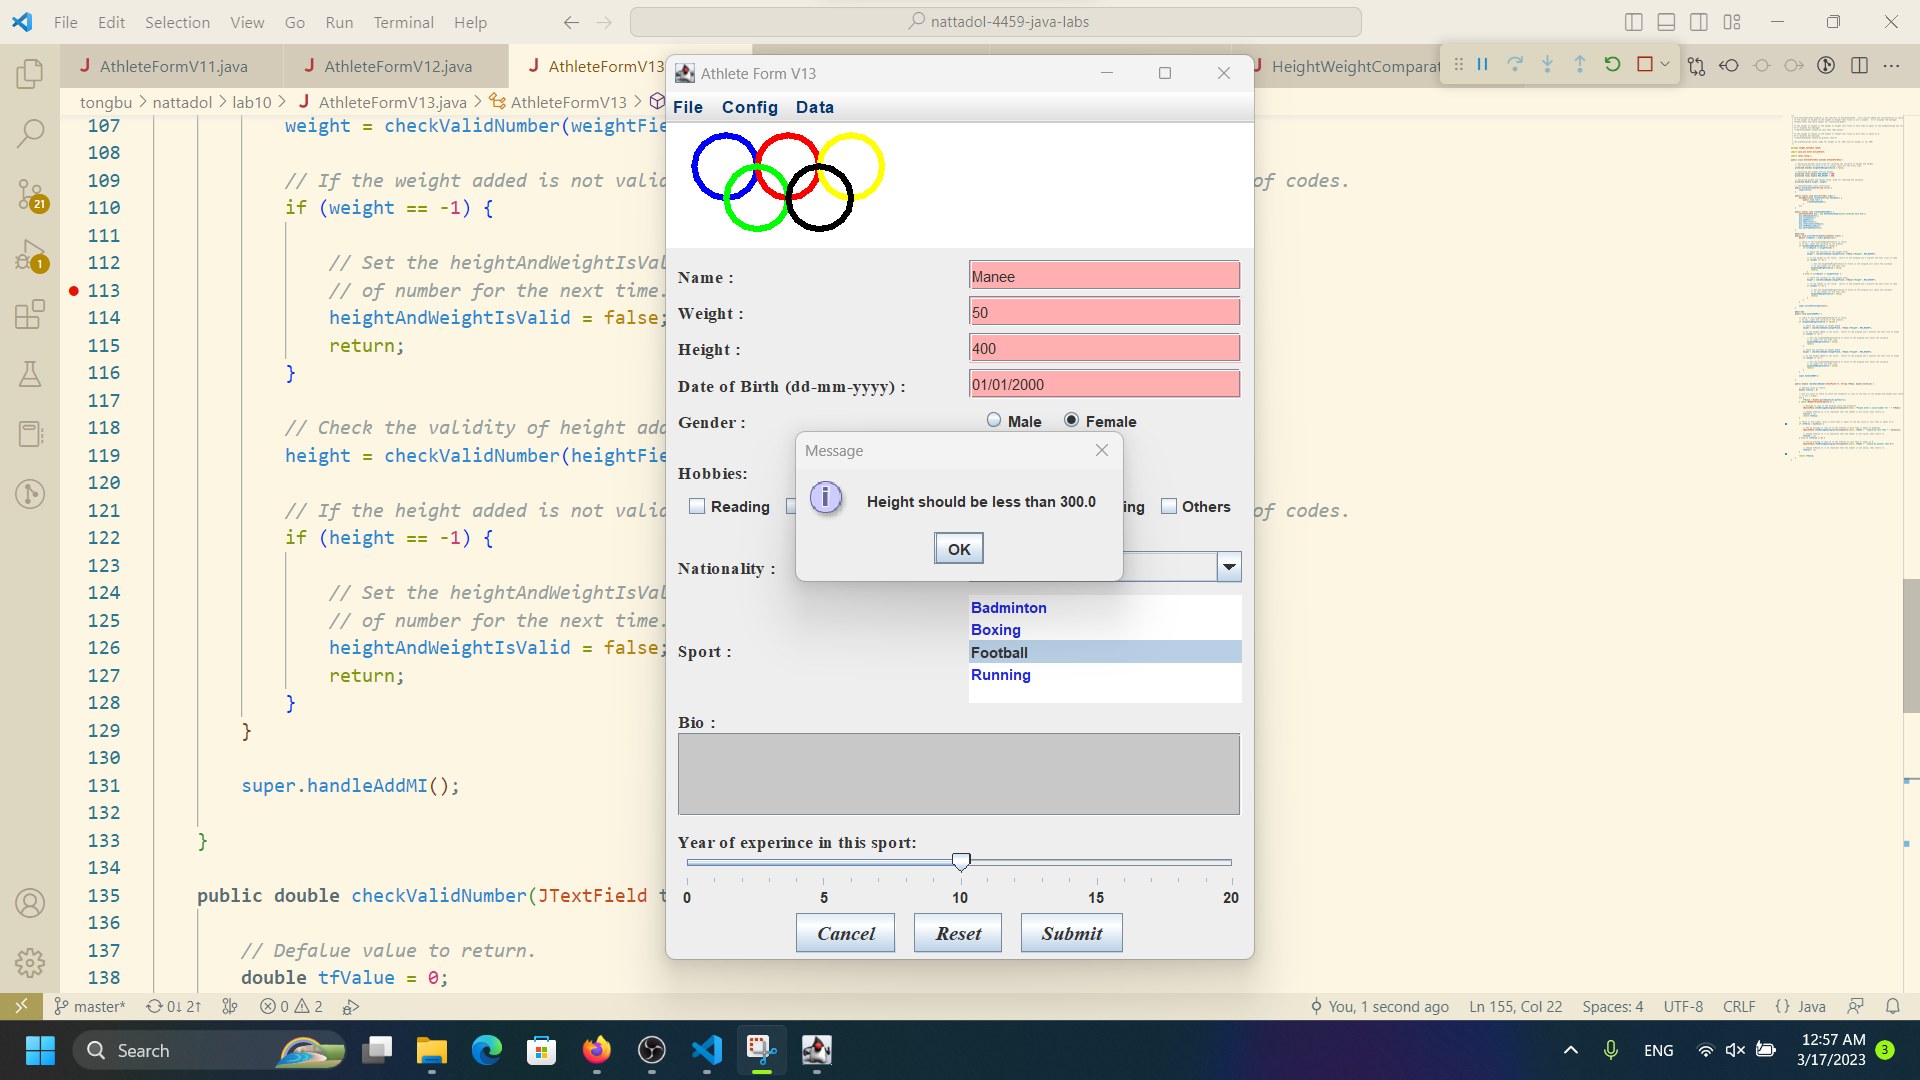 File Edit Selection View Go Run Terminal Help
nattadol-4459-java-labs
AthleteFormV11.java
AthleteFormV12.java
AthleteFormV13
HeightWeightComparat
tongbu > nattadol > lab10 > AthleteFormV13.java > AthleteFormV13 >
107 weight = checkValidNumber(weightFie
108
109 // If the weight added is not valid of codes.
110 if (weight == -1) {
111
112 // Set the heightAndWeightIsVal
113 // of number for the next time.
114 heightAndWeightIsValid = false;
115 return;
116 }
117
118 // Check the validity of height add
119 height = checkValidNumber(heightFie
120
121 // If the height added is not valid of codes.
122 if (height == -1) {
123
124 // Set the heightAndWeightIsVal
125 // of number for the next time.
126 heightAndWeightIsValid = false;
127 return;
128 }
129 }
130
131 super.handleAddMI();
132
133 }
134
135 public double checkValidNumber(JTextField t
136
137 // Defalue value to return.
138 double tfValue = 0;
Athlete Form V13
File Config Data
Name : Manee
Weight : 50
Height : 400
Date of Birth (dd-mm-yyyy) : 01/01/2000
Gender : Male Female
Message
Height should be less than 300.0
OK
Hobbies:
Reading ing Others
Nationality :
Badminton
Boxing
Football
Running
Sport :
Bio :
Year of experince in this sport:
0 5 10 15 20
Cancel Reset Submit
21
1
master* 0↓ 2↑ 0 2
You, 1 second ago Ln 155, Col 22 Spaces: 4 UTF-8 CRLF {} Java
Search
ENG
12:57 AM
3/17/2023
3